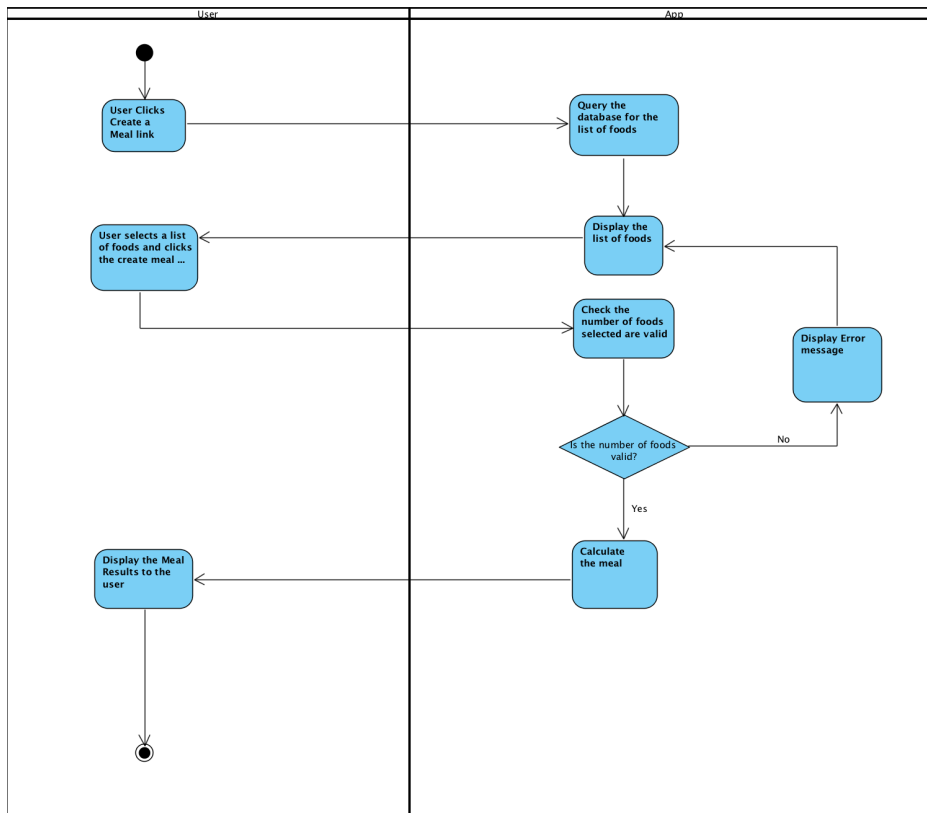 User
App
User Clicks
Create a
Meal link
Query the
database for the
list of foods
User selects a list
of foods and clicks
the create meal ...
Display the
list of foods
Check the
number of foods
selected are valid
Display Error
message
Is the number of foods
valid?
No
Yes
Calculate
the meal
Display the Meal
Results to the
user